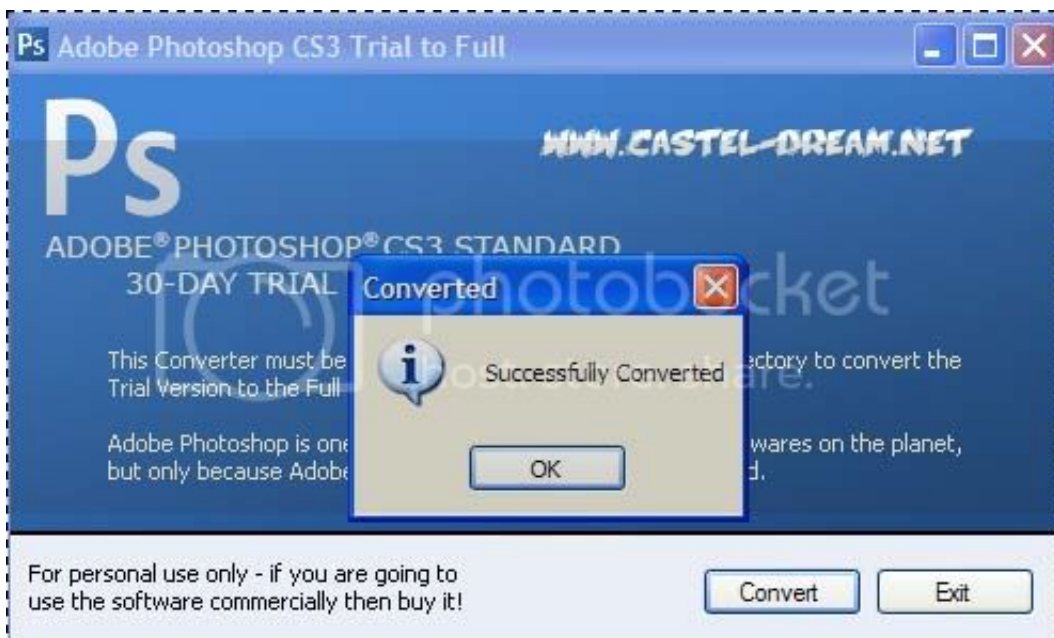 Ps Adobe Photoshop CS3 Trial to Full
Ps
WWW.CASTEL-DREAM.NET
ADOBE® PHOTOSHOP® CS3 STANDARD
30-DAY TRIAL
Converted
photobucket
This Converter must be
ectory to convert the
Trial Version to the Full
Successfully Converted
Adobe Photoshop is one
wares on the planet,
but only because Adobe
d.
OK
For personal use only - if you are going to
use the software commercially then buy it!
Convert
Exit